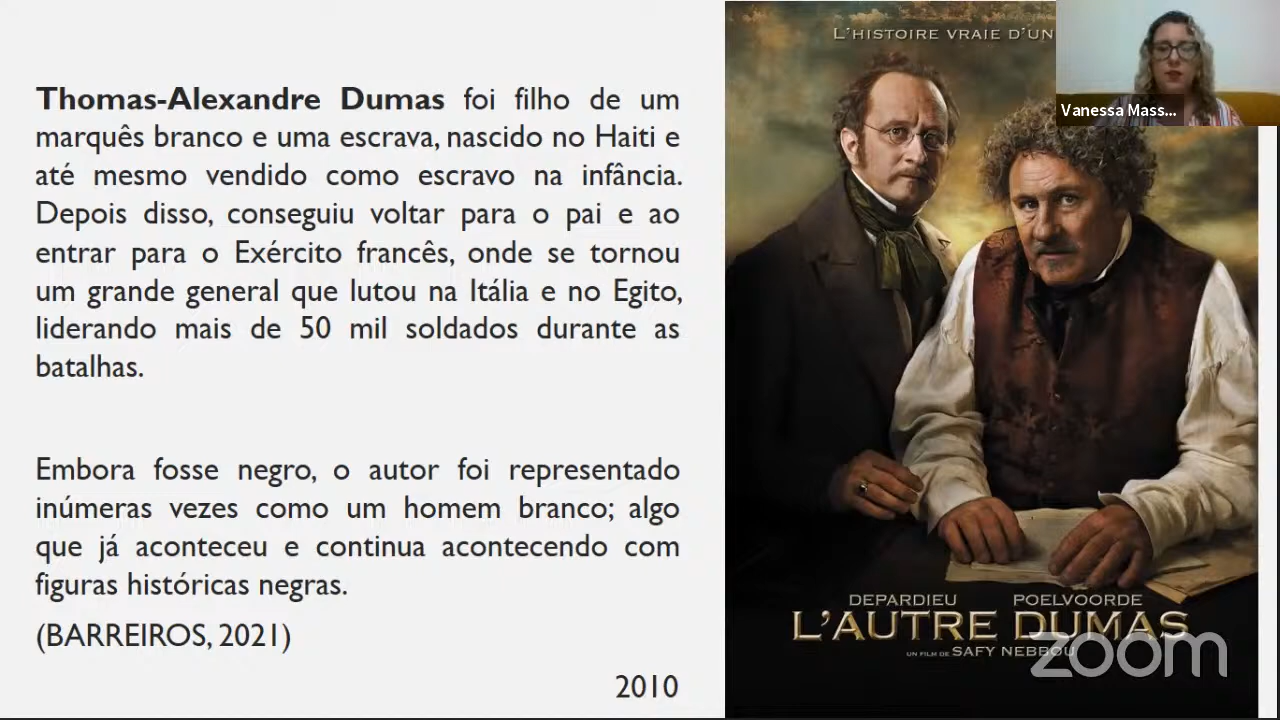 Thomas-Alexandre Dumas foi filho de um
marquês branco e uma escrava, nascido no Haiti e
até mesmo vendido como escravo na infância.
Depois disso, conseguiu voltar para o pai e ao
entrar para o Exército francês, onde se tornou
um grande general que lutou na Itália e no Egito,
liderando mais de 50 mil soldados durante as
batalhas.
Embora fosse negro, o autor foi representado
inúmeras vezes como um homem branco; algo
que já aconteceu e continua acontecendo com
figuras históricas negras.
(BARREIROS, 2021)
2010
L'HISTOIRE VRAIE D'UN
Vanessa Mass...
DEPARDIEU POELVOORDE
L'AUTRE DUMAS
UN FILM DE SAFY NEBBOU
zoom